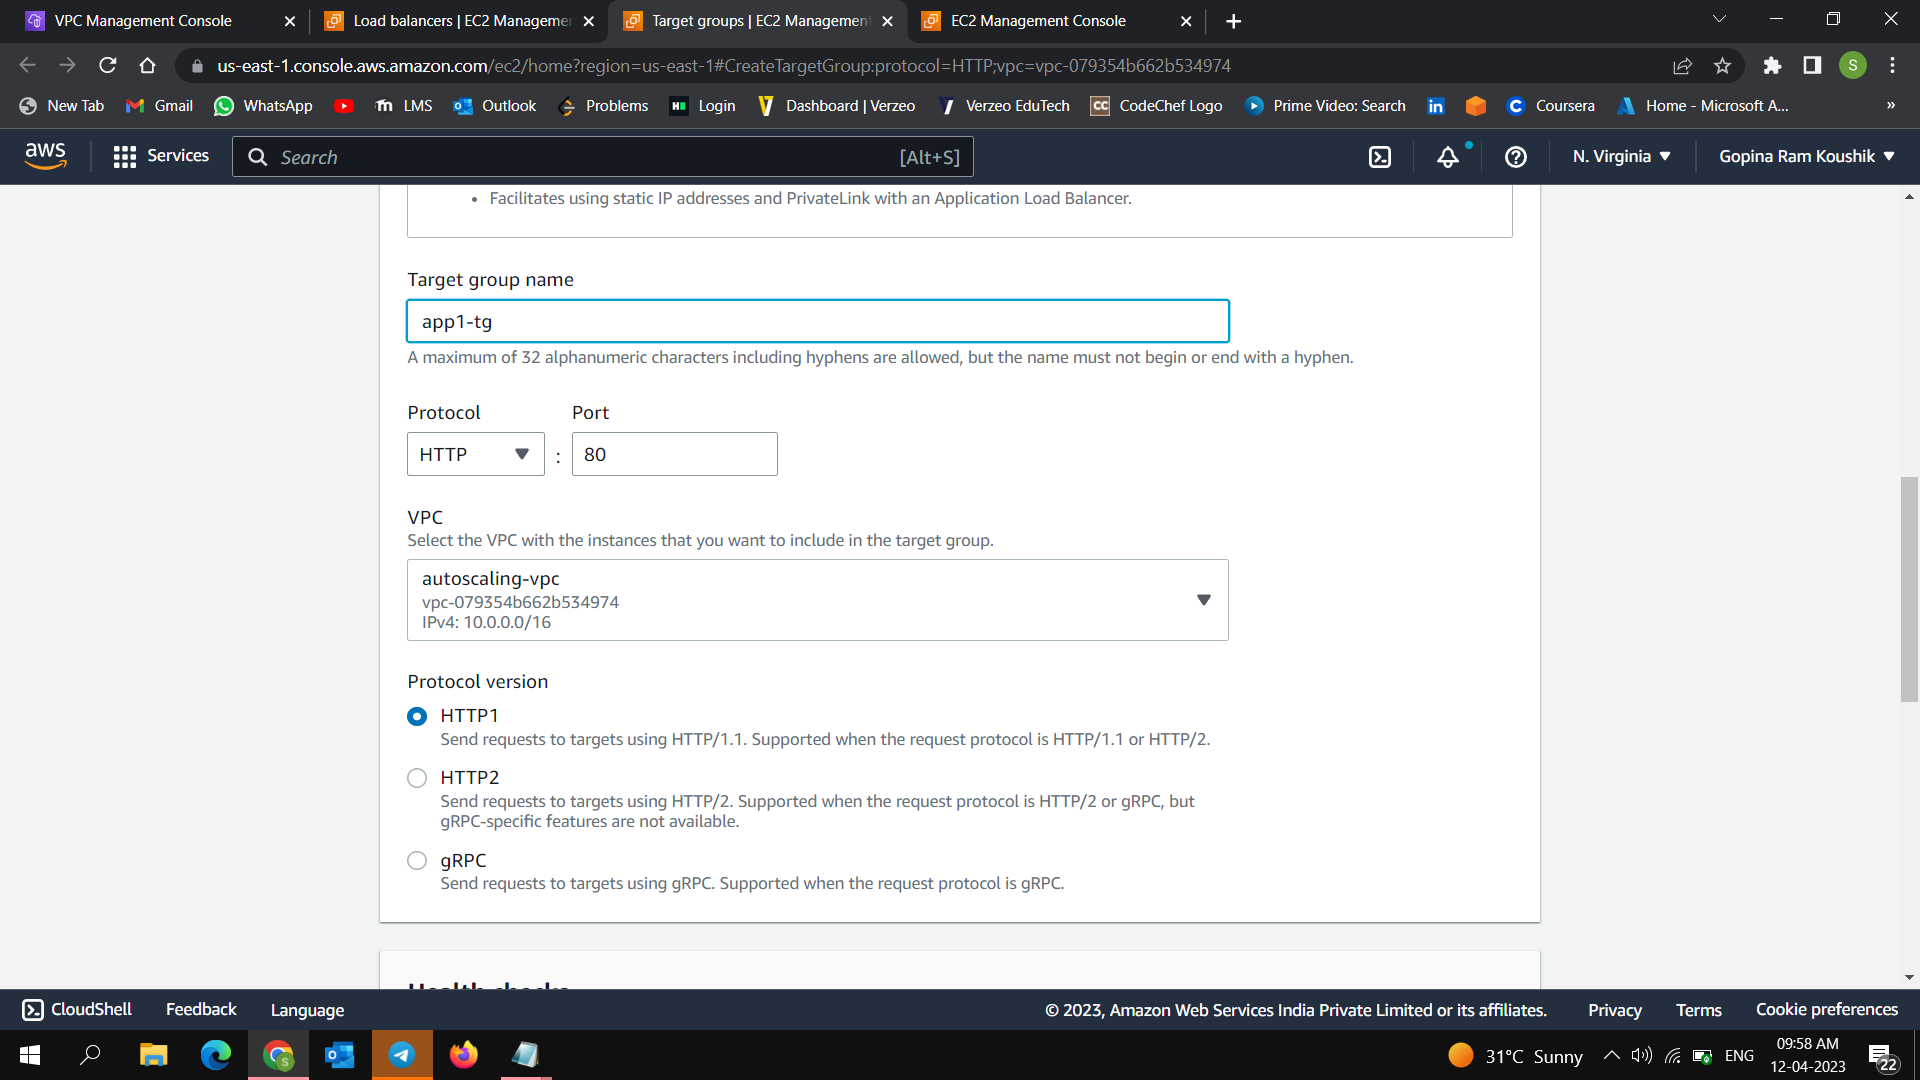 VPC Management Console
Load balancers | EC2 Managemen
Target groups | EC2 Management
EC2 Management Console
us-east-1.console.aws.amazon.com/ec2/home?region=us-east-1#CreateTargetGroup:protocol=HTTP;vpc=vpc-079354b662b534974
S
New Tab
Gmail
WhatsApp
LMS
Outlook
Problems
Login
Dashboard | Verzeo
Verzeo EduTech
CodeChef Logo
Prime Video: Search
Coursera
Home - Microsoft A...
»
aws
Services
Search
[Alt+S]
N. Virginia
Gopina Ram Koushik
• Facilitates using static IP addresses and PrivateLink with an Application Load Balancer.
Target group name
app1-tg
A maximum of 32 alphanumeric characters including hyphens are allowed, but the name must not begin or end with a hyphen.
Protocol
Port
HTTP
:
80
VPC
Select the VPC with the instances that you want to include in the target group.
autoscaling-vpc
vpc-079354b662b534974
IPv4: 10.0.0.0/16
Protocol version
HTTP1
Send requests to targets using HTTP/1.1. Supported when the request protocol is HTTP/1.1 or HTTP/2.
HTTP2
Send requests to targets using HTTP/2. Supported when the request protocol is HTTP/2 or gRPC, but
gRPC-specific features are not available.
gRPC
Send requests to targets using gRPC. Supported when the request protocol is gRPC.
Health checks
CloudShell
Feedback
Language
© 2023, Amazon Web Services India Private Limited or its affiliates.
Privacy
Terms
Cookie preferences
31°C Sunny
ENG
09:58 AM
12-04-2023
22